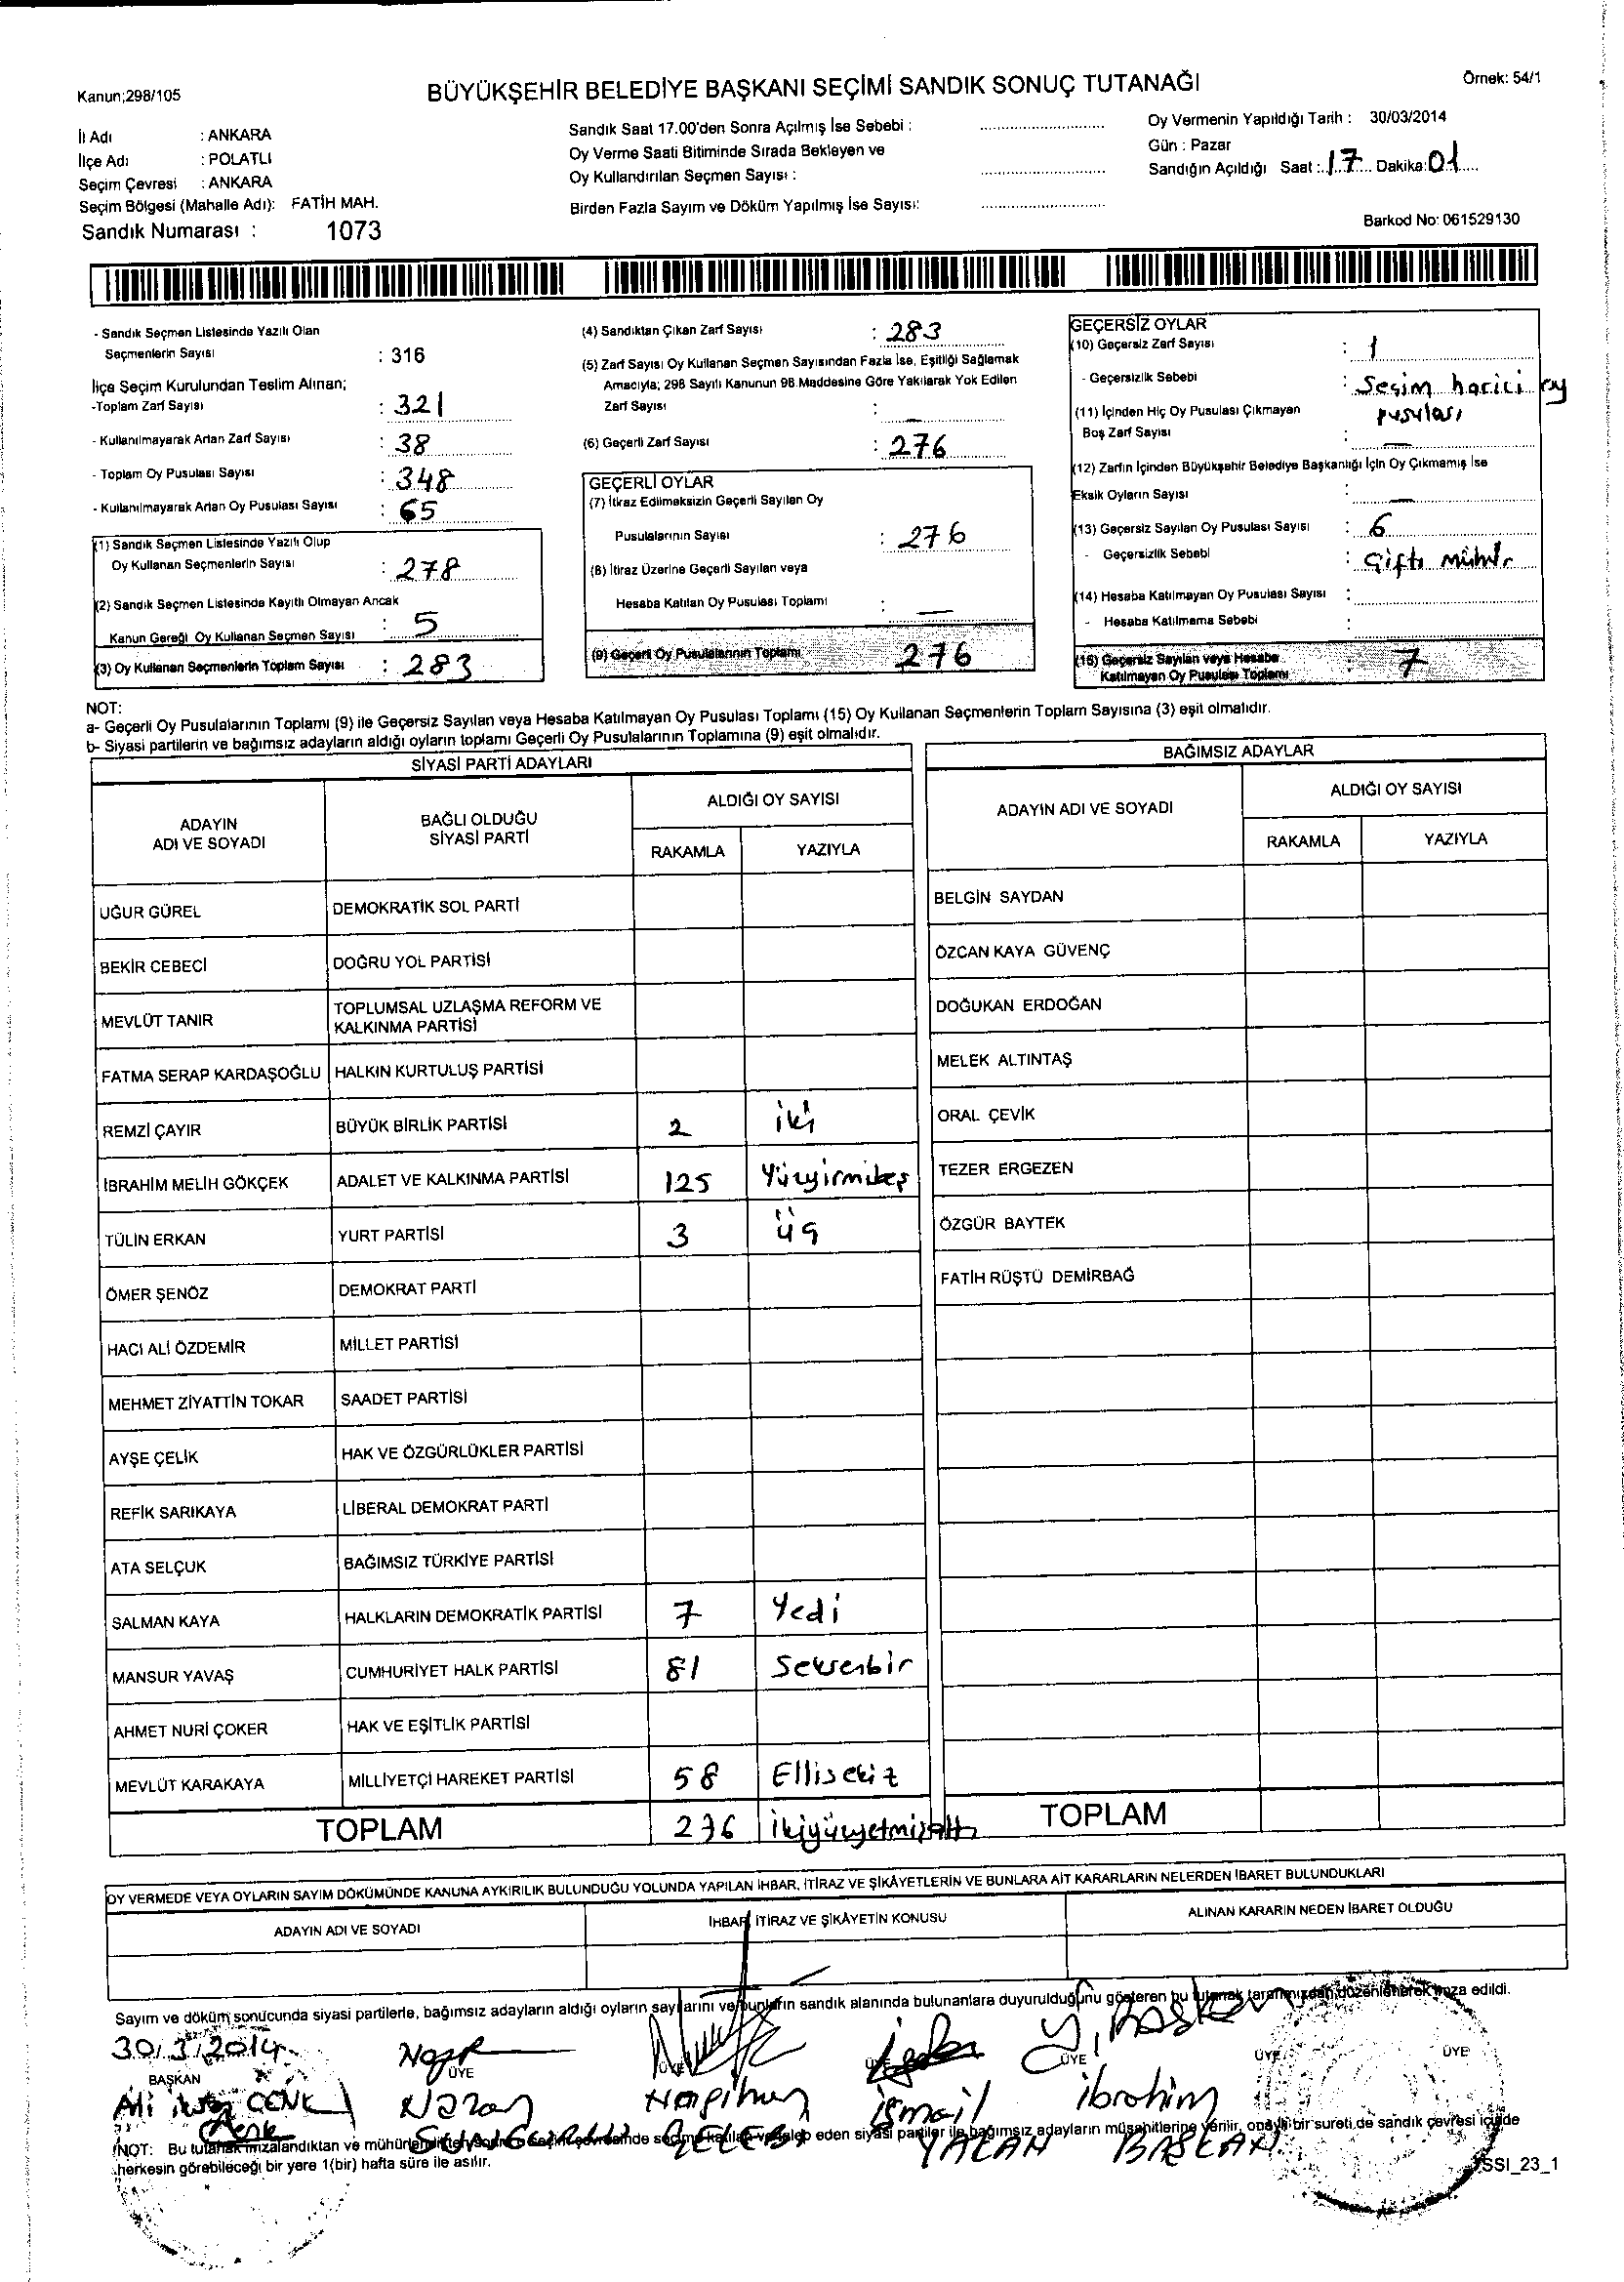 Kanun;298/105
BÜYÜKŞEHİR BELEDİYE BAŞKANI SEÇİMİ SANDIK SONUÇ TUTANAĞI
Örnek: 54/1
İl Adı : ANKARA
İlçe Adı : POLATLI
Seçim Çevresi : ANKARA
Seçim Bölgesi (Mahalle Adı): FATİH MAH.
Sandık Numarası : 1073
Sandık Saat 17.00'den Sonra Açılmış İse Sebebi :
Oy Verme Saati Bitiminde Sırada Bekleyen ve
Oy Kullandırılan Seçmen Sayısı :
Birden Fazla Sayım ve Döküm Yapılmış İse Sayısı:
Oy Vermenin Yapıldığı Tarih : 30/03/2014
Gün : Pazar
Sandığın Açıldığı Saat : 17 Dakika: 01
Barkod No: 061529130
- Sandık Seçmen Listesinde Yazılı Olan
Seçmenlerin Sayısı : 316
İlçe Seçim Kurulundan Teslim Alınan;
-Toplam Zarf Sayısı : 321
- Kullanılmayarak Artan Zarf Sayısı : 38
- Toplam Oy Pusulası Sayısı : 348
- Kullanılmayarak Artan Oy Pusulası Sayısı : 65
(1) Sandık Seçmen Listesinde Yazılı Olup
Oy Kullanan Seçmenlerin Sayısı : 278
(2) Sandık Seçmen Listesinde Kayıtlı Olmayan Ancak
Kanun Gereği Oy Kullanan Seçmen Sayısı : 5
(3) Oy Kullanan Seçmenlerin Toplam Sayısı : 283
(4) Sandıktan Çıkan Zarf Sayısı : 283
(5) Zarf Sayısı Oy Kullanan Seçmen Sayısından Fazla İse, Eşitliği Sağlamak
Amacıyla; 298 Sayılı Kanunun 98.Maddesine Göre Yakılarak Yok Edilen
Zarf Sayısı : —
(6) Geçerli Zarf Sayısı : 276
GEÇERLİ OYLAR
(7) İtiraz Edilmeksizin Geçerli Sayılan Oy
Pusulalarının Sayısı : 276
(8) İtiraz Üzerine Geçerli Sayılan veya
Hesaba Katılan Oy Pusulası Toplamı : —
(9) Geçerli Oy Pusulalarının Toplamı 276
GEÇERSİZ OYLAR
(10) Geçersiz Zarf Sayısı : 1
- Geçersizlik Sebebi : Seçim harici oy
pusulası
(11) İçinden Hiç Oy Pusulası Çıkmayan
Boş Zarf Sayısı : —
(12) Zarfın İçinden Büyükşehir Belediye Başkanlığı İçin Oy Çıkmamış İse
Eksik Oyların Sayısı : —
(13) Geçersiz Sayılan Oy Pusulası Sayısı : 6
- Geçersizlik Sebebi : Çift mühür
(14) Hesaba Katılmayan Oy Pusulası Sayısı :
- Hesaba Katılmama Sebebi :
(15) Geçersiz Sayılan veya Hesaba
Katılmayan Oy Pusulası Toplamı 7
NOT:
a- Geçerli Oy Pusulalarının Toplamı (9) ile Geçersiz Sayılan veya Hesaba Katılmayan Oy Pusulası Toplamı (15) Oy Kullanan Seçmenlerin Toplam Sayısına (3) eşit olmalıdır.
b- Siyasi partilerin ve bağımsız adayların aldığı oyların toplamı Geçerli Oy Pusulalarının Toplamına (9) eşit olmalıdır.
SİYASİ PARTİ ADAYLARI
ADAYIN ADI VE SOYADI
BAĞLI OLDUĞU SİYASİ PARTİ
ALDIĞI OY SAYISI
RAKAMLA YAZIYLA
UĞUR GÜREL DEMOKRATİK SOL PARTİ
BEKİR CEBECİ DOĞRU YOL PARTİSİ
MEVLÜT TANIR TOPLUMSAL UZLAŞMA REFORM VE KALKINMA PARTİSİ
FATMA SERAP KARDAŞOĞLU HALKIN KURTULUŞ PARTİSİ
REMZİ ÇAYIR BÜYÜK BİRLİK PARTİSİ 2 iki
İBRAHİM MELİH GÖKÇEK ADALET VE KALKINMA PARTİSİ 125 Yüzyirmibeş
TÜLİN ERKAN YURT PARTİSİ 3 üç
ÖMER ŞENÖZ DEMOKRAT PARTİ
HACI ALİ ÖZDEMİR MİLLET PARTİSİ
MEHMET ZİYATTİN TOKAR SAADET PARTİSİ
AYŞE ÇELİK HAK VE ÖZGÜRLÜKLER PARTİSİ
REFİK SARIKAYA LİBERAL DEMOKRAT PARTİ
ATA SELÇUK BAĞIMSIZ TÜRKİYE PARTİSİ
SALMAN KAYA HALKLARIN DEMOKRATİK PARTİSİ 7 Yedi
MANSUR YAVAŞ CUMHURİYET HALK PARTİSİ 81 Seksenbir
AHMET NURİ ÇOKER HAK VE EŞİTLİK PARTİSİ
MEVLÜT KARAKAYA MİLLİYETÇİ HAREKET PARTİSİ 58 Ellisekiz
TOPLAM 276 ikiyüzyetmişaltı
BAĞIMSIZ ADAYLAR
ADAYIN ADI VE SOYADI
ALDIĞI OY SAYISI
RAKAMLA YAZIYLA
BELGİN SAYDAN
ÖZCAN KAYA GÜVENÇ
DOĞUKAN ERDOĞAN
MELEK ALTINTAŞ
ORAL ÇEVİK
TEZER ERGEZEN
ÖZGÜR BAYTEK
FATİH RÜŞTÜ DEMİRBAĞ
TOPLAM
OY VERMEDE VEYA OYLARIN SAYIM DÖKÜMÜNDE KANUNA AYKIRILIK BULUNDUĞU YOLUNDA YAPILAN İHBAR, İTİRAZ VE ŞİKÂYETLERİN VE BUNLARA AİT KARARLARIN NELERDEN İBARET BULUNDUKLARI
ADAYIN ADI VE SOYADI
İHBAR, İTİRAZ VE ŞİKÂYETİN KONUSU
ALINAN KARARIN NEDEN İBARET OLDUĞU
Sayım ve döküm sonucunda siyasi partilerle, bağımsız adayların aldığı oyların sayılarını ve bunların sandık alanında bulunanlara duyurulduğunu gösteren bu tutanak tarafımızdan düzenlenerek imza edildi.
30/3/2014
BAŞKAN ÜYE ÜYE ÜYE ÜYE ÜYE ÜYE
Ali CENK Nazan İsmail İbrahim
YALAN BAŞKAN
NOT: Bu tutanak imzalandıktan ve mühürlendikten sonra seçim çevresinde seçime katılan ve talep eden siyasi partiler ile bağımsız adayların müşahitlerine verilir, onaylı bir sureti de sandık çevresi içinde
herkesin görebileceği bir yere 1(bir) hafta süre ile asılır.
SSI_23_1